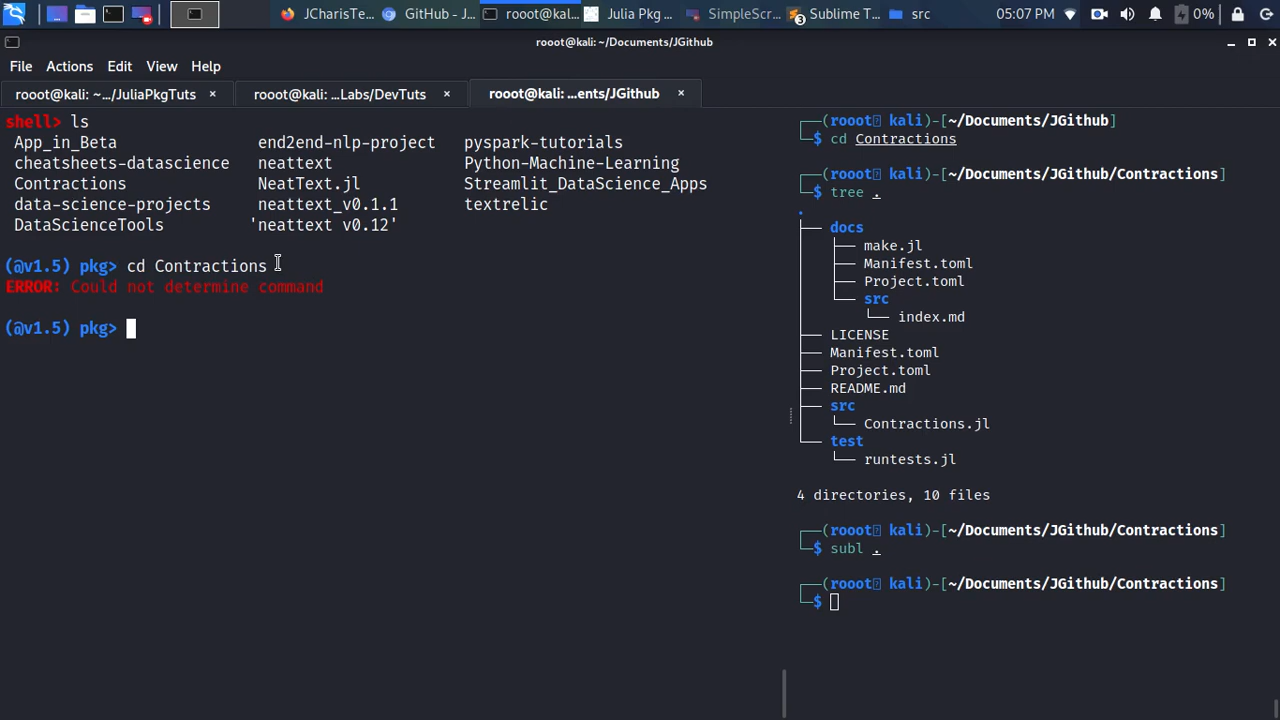 JCharisTe...
GitHub - J...
rooot@kal...
Julia Pkg ...
SimpleScr...
3
Sublime T...
src
05:07 PM
0%
rooot@kali: ~/Documents/JGithub
File Actions Edit View Help
rooot@kali: ~.../JuliaPkgTuts ×
rooot@kali: ...Labs/DevTuts ×
rooot@kali: ...ents/JGithub ×
shell> ls
App_in_Beta end2end-nlp-project pyspark-tutorials
cheatsheets-datascience neattext Python-Machine-Learning
Contractions NeatText.jl Streamlit_DataScience_Apps
data-science-projects neattext_v0.1.1 textrelic
DataScienceTools 'neattext v0.12'
(@v1.5) pkg> cd Contractions
ERROR: Could not determine command
(@v1.5) pkg>
┌──(rooot㉿ kali)-[~/Documents/JGithub]
└─$ cd Contractions
┌──(rooot㉿ kali)-[~/Documents/JGithub/Contractions]
└─$ tree .
.
├── docs
│   ├── make.jl
│   ├── Manifest.toml
│   ├── Project.toml
│   └── src
│       └── index.md
├── LICENSE
├── Manifest.toml
├── Project.toml
├── README.md
├── src
│   └── Contractions.jl
└── test
    └── runtests.jl
4 directories, 10 files
┌──(rooot㉿ kali)-[~/Documents/JGithub/Contractions]
└─$ subl .
┌──(rooot㉿ kali)-[~/Documents/JGithub/Contractions]
└─$